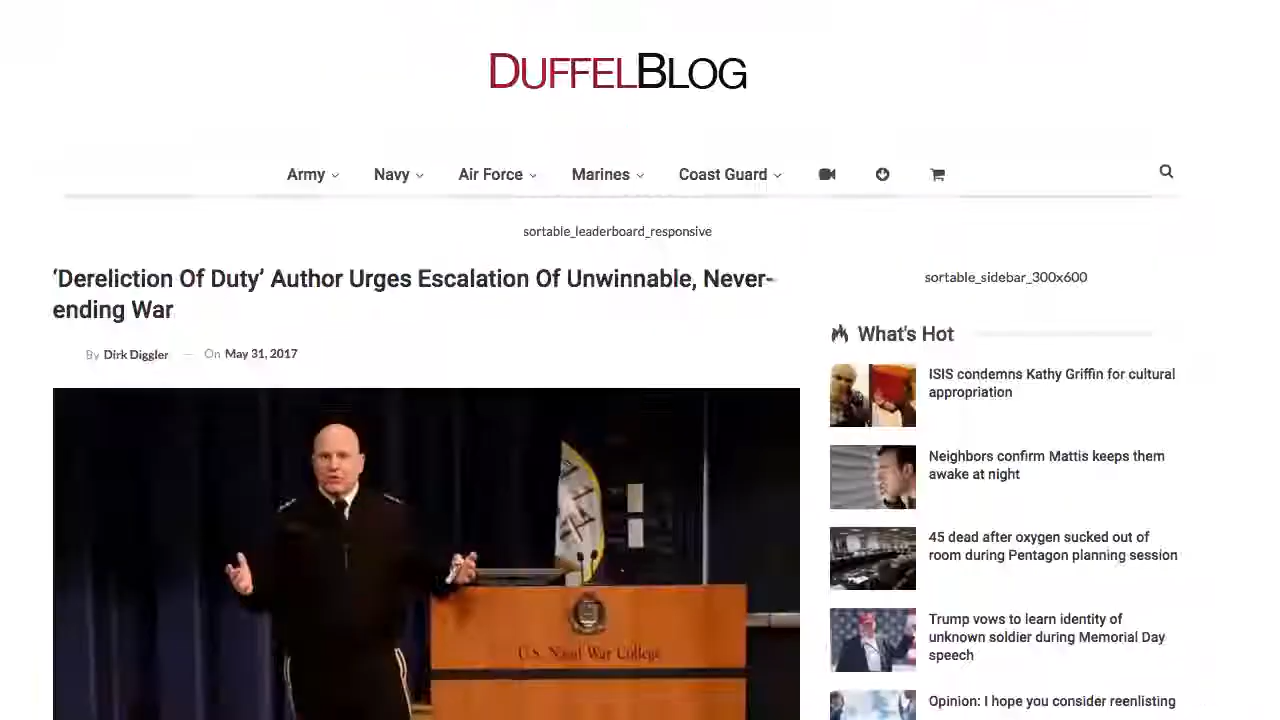 DUFFELBLOG
Army
Navy
Air Force
Marines
Coast Guard
sortable_leaderboard_responsive
‘Dereliction Of Duty’ Author Urges Escalation Of Unwinnable, Never-
ending War
By Dirk Diggler — On May 31, 2017
U.S. Naval War College
sortable_sidebar_300x600
What's Hot
ISIS condemns Kathy Griffin for cultural
appropriation
Neighbors confirm Mattis keeps them
awake at night
45 dead after oxygen sucked out of
room during Pentagon planning session
Trump vows to learn identity of
unknown soldier during Memorial Day
speech
Opinion: I hope you consider reenlisting